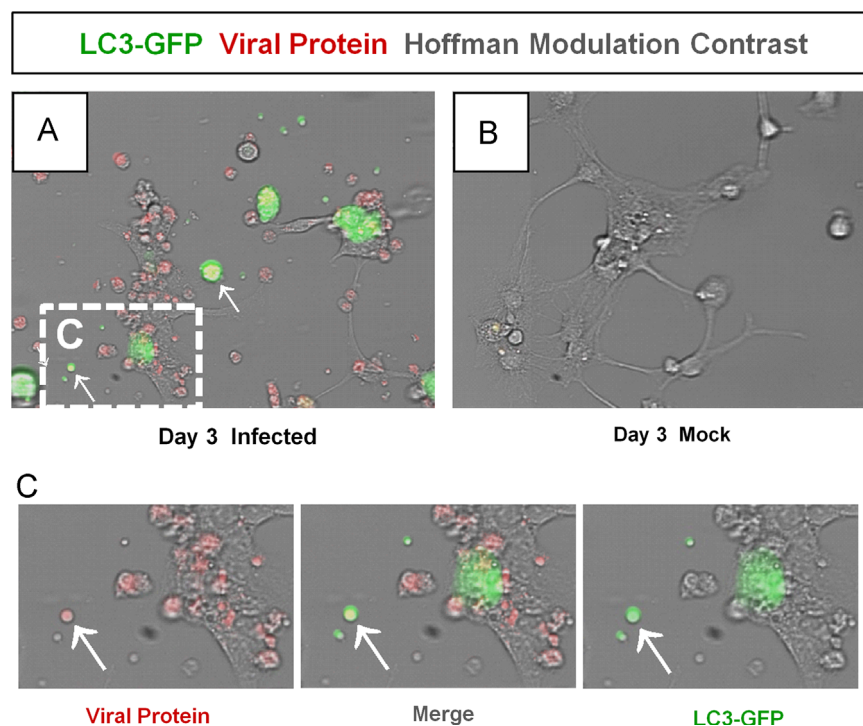 LC3-GFP Viral Protein Hoffman Modulation Contrast
A
B
C
Day 3 Infected
Day 3 Mock
C
Viral Protein
Merge
LC3-GFP